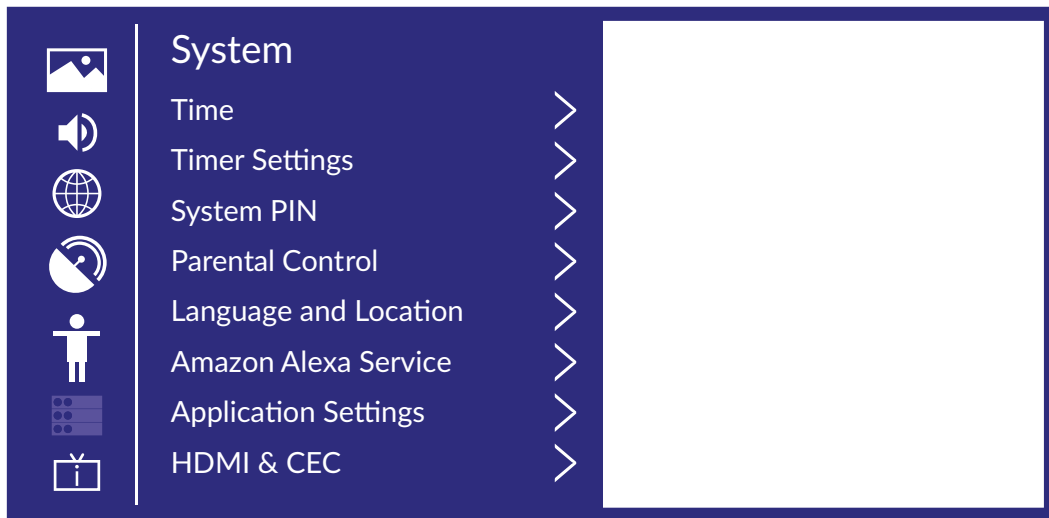 System
Time
Timer Settings
System PIN
Parental Control
Language and Location
Amazon Alexa Service
Application Settings
HDMI & CEC